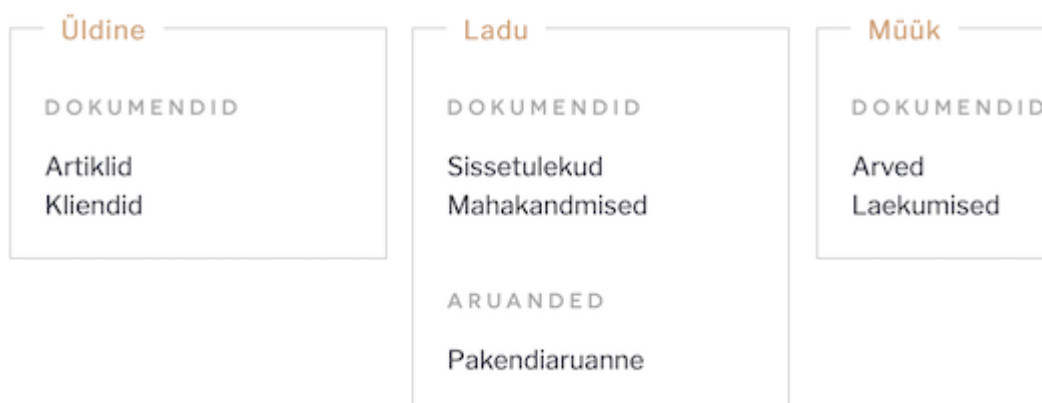 Üldine
DOKUMENDID
Artiklid
Kliendid
Ladu
DOKUMENDID
Sissetulekud
Mahakandmised
ARUANDED
Pakendiaruanne
Müük
DOKUMENDID
Arved
Laekumised